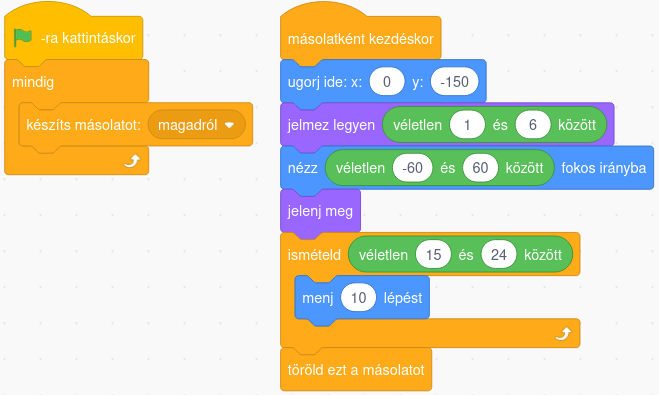 -ra kattintáskor
mindig
készíts másolatot: magadról
másolatként kezdéskor
ugorj ide: x: 0 y: -150
jelmez legyen véletlen 1 és 6 között
nézz véletlen -60 és 60 között fokos irányba
jelenj meg
ismételd véletlen 15 és 24 között
menj 10 lépést
töröld ezt a másolatot